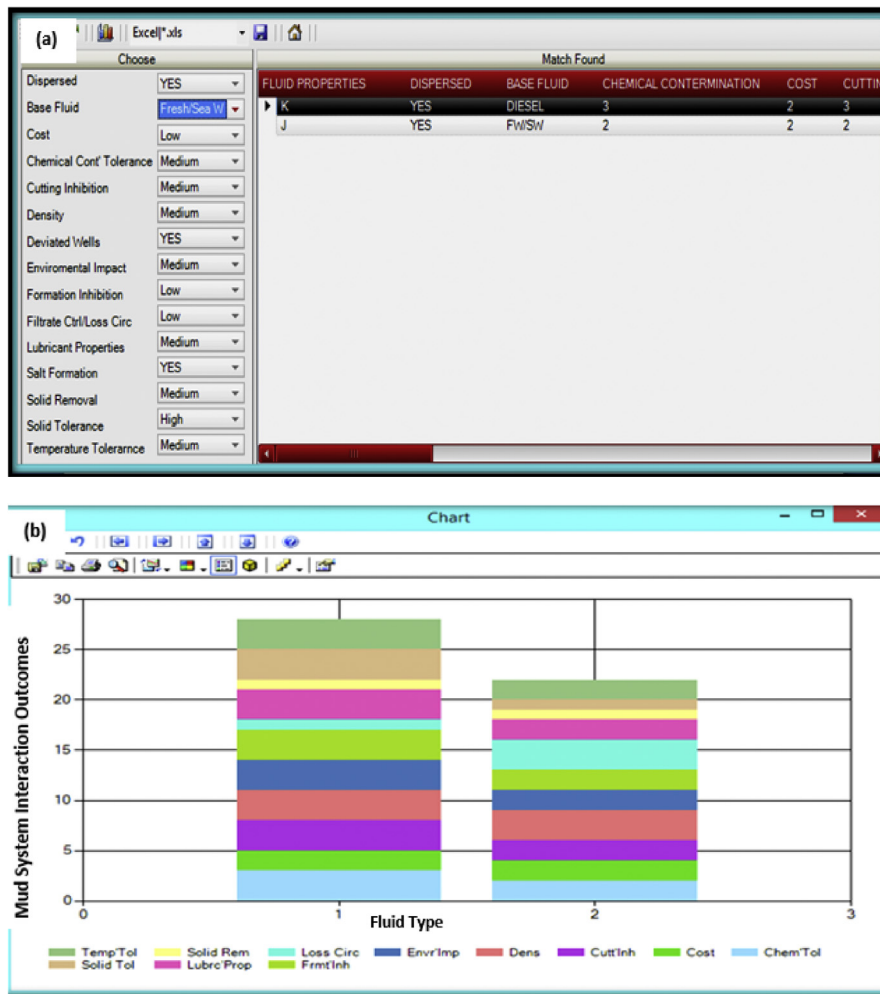 (a)
Excel|*.xls
Choose
Match Found
Dispersed YES
Base Fluid Fresh/Sea W
Cost Low
Chemical Cont' Tolerance Medium
Cutting Inhibition Medium
Density Medium
Deviated Wells YES
Enviromental Impact Medium
Formation Inhibition Low
Filtrate Ctrl/Loss Circ Low
Lubricant Properties Medium
Salt Formation YES
Solid Removal Medium
Solid Tolerance High
Temperature Tolerarnce Medium
FLUID PROPERTIES DISPERSED BASE FLUID CHEMICAL CONTERMINATION COST CUTTIN
K YES DIESEL 3 2 3
J YES FW/SW 2 2 2
(b)
Chart
Mud System Interaction Outcomes
30
25
20
15
10
5
0
0 1 2 3
Fluid Type
Temp'Tol Solid Rem Loss Circ Envr'Imp Dens Cutt'Inh Cost Chem'Tol
Solid Tol Lubrc'Prop Frmt'Inh